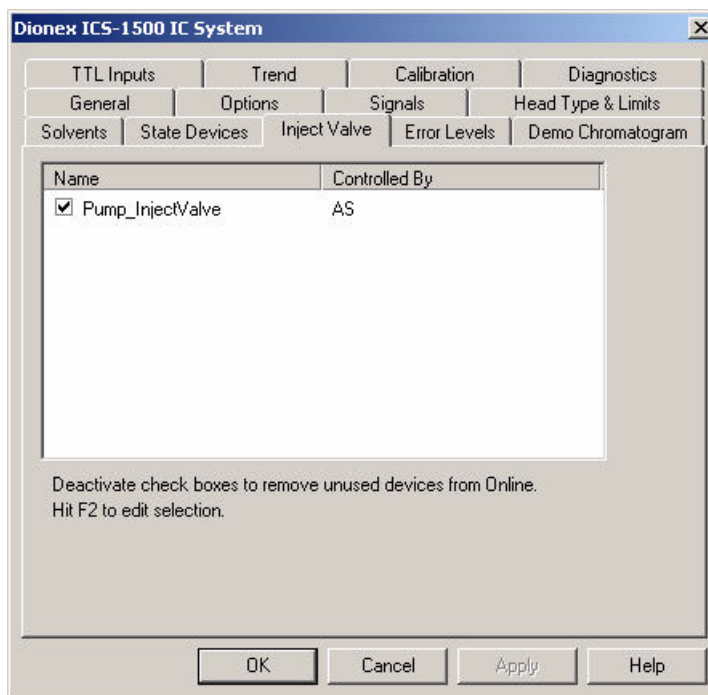 Dionex ICS-1500 IC System
TTL Inputs Trend Calibration Diagnostics
General Options Signals Head Type & Limits
Solvents State Devices Inject Valve Error Levels Demo Chromatogram
Name Controlled By
Pump_InjectValve AS
Deactivate check boxes to remove unused devices from Online.
Hit F2 to edit selection.
OK Cancel Apply Help